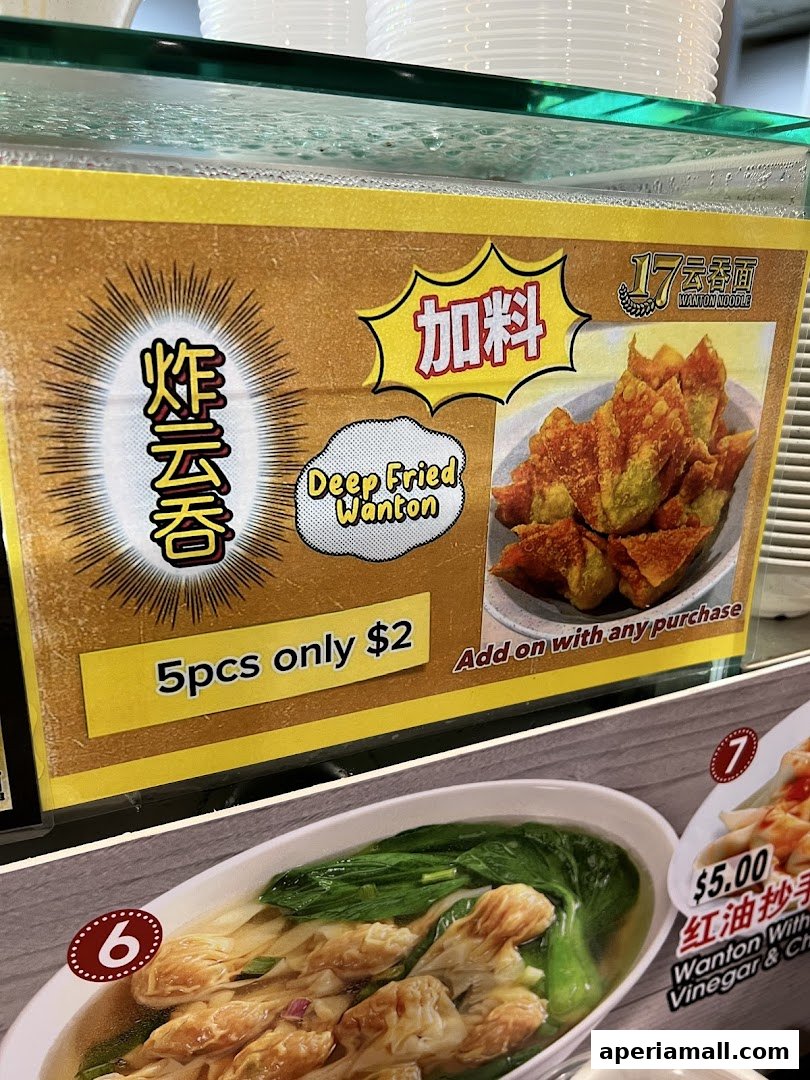 17云吞面
WANTON NOODLE
加料
炸云吞
Deep Fried
Wanton
5pcs only $2
Add on with any purchase
6
7
$5.00
红油抄手
Wanton With
Vinegar &
aperiamall.com